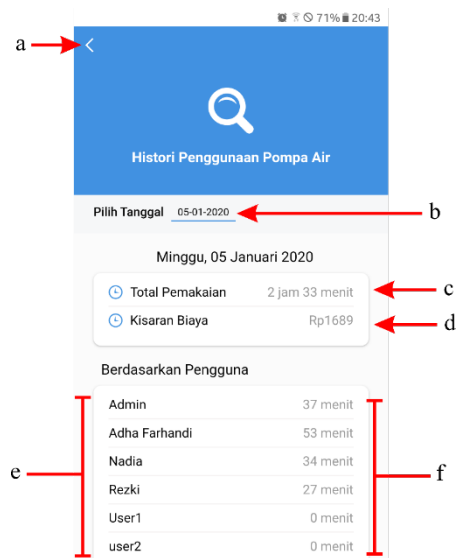 71% 20:43
a
Histori Penggunaan Pompa Air
Pilih Tanggal 05-01-2020
b
Minggu, 05 Januari 2020
Total Pemakaian 2 jam 33 menit
c
Kisaran Biaya Rp1689
d
Berdasarkan Pengguna
Admin 37 menit
Adha Farhandi 53 menit
Nadia 34 menit
e
f
Rezki 27 menit
User1 0 menit
user2 0 menit